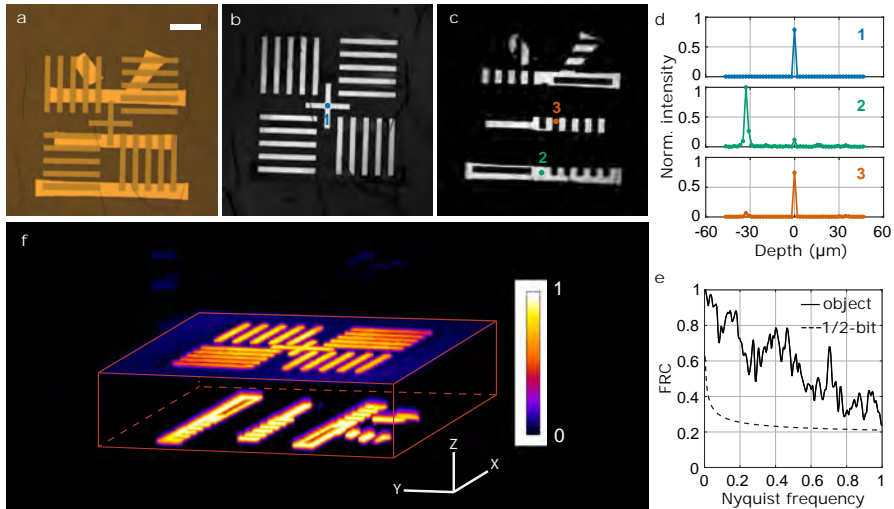 a
b
1
c
3
2
d
1
0.5
0
1
1
0.5
0
2
1
0.5
0
3
-60 -30 0 30 60
Depth (µm)
Norm. intensity
e
1
0.8
0.6
0.4
0.2
0
FRC
object
1/2-bit
0 0.2 0.4 0.6 0.8 1
Nyquist frequency
f
1
0
Z
X
Y